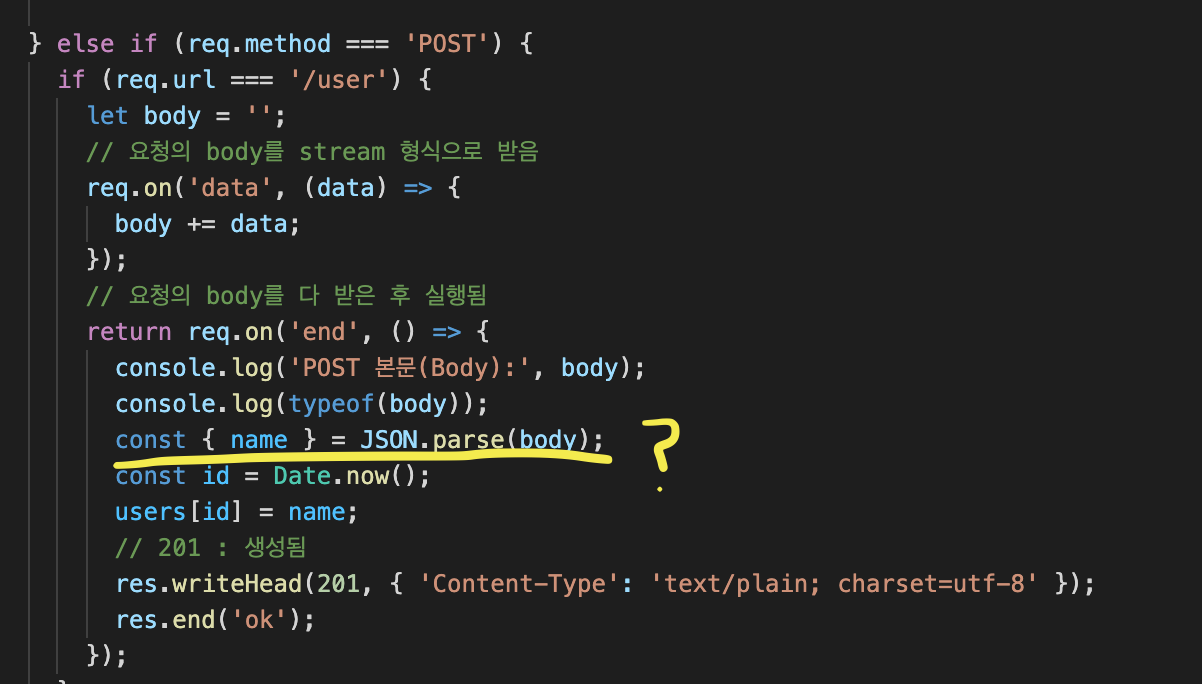 } else if (req.method === 'POST') {
if (req.url === '/user') {
let body = '';
// 요청의 body를 stream 형식으로 받음
req.on('data', (data) => {
body += data;
});
// 요청의 body를 다 받은 후 실행됨
return req.on('end', () => {
console.log('POST 본문(Body):', body);
console.log(typeof(body));
const { name } = JSON.parse(body);
?
const id = Date.now();
users[id] = name;
// 201 : 생성됨
res.writeHead(201, { 'Content-Type': 'text/plain; charset=utf-8' });
res.end('ok');
});
}